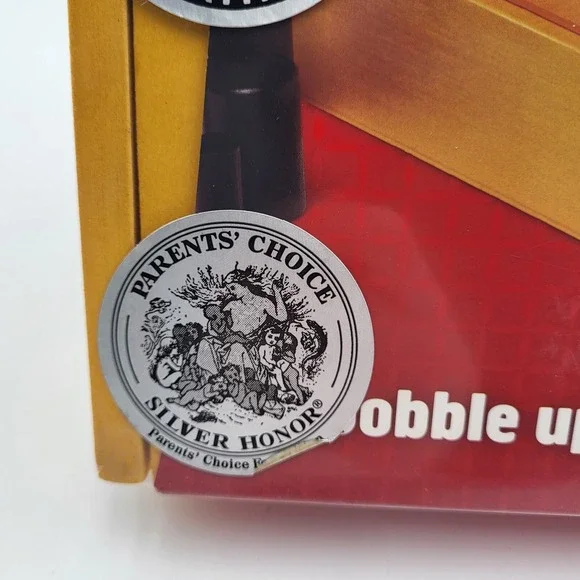 PARENTS' CHOICE
SILVER HONOR®
Parents' Choice
obble up